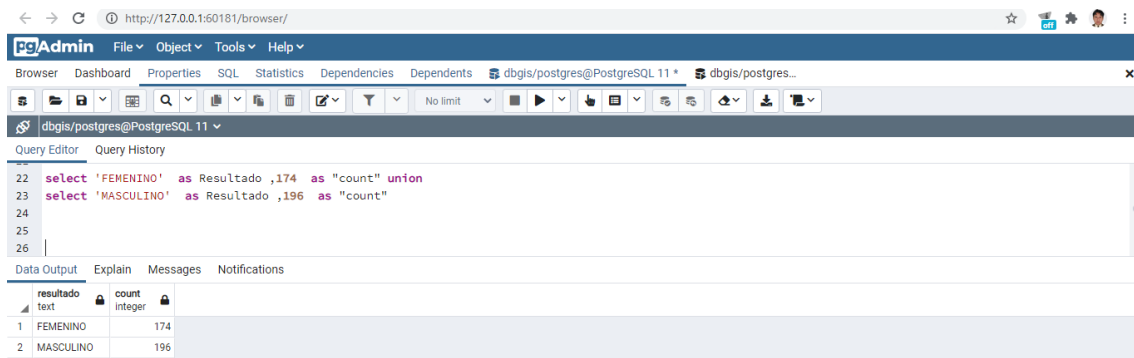 http://127.0.0.1:60181/browser/
off
pgAdmin File Object Tools Help
Browser Dashboard Properties SQL Statistics Dependencies Dependents dbgis/postgres@PostgreSQL 11 * dbgis/postgres...
No limit
dbgis/postgres@PostgreSQL 11
Query Editor Query History
22 select 'FEMENINO' as Resultado ,174 as "count" union
23 select 'MASCULINO' as Resultado ,196 as "count"
24
25
26
Data Output Explain Messages Notifications
resultado count
text integer
1 FEMENINO 174
2 MASCULINO 196